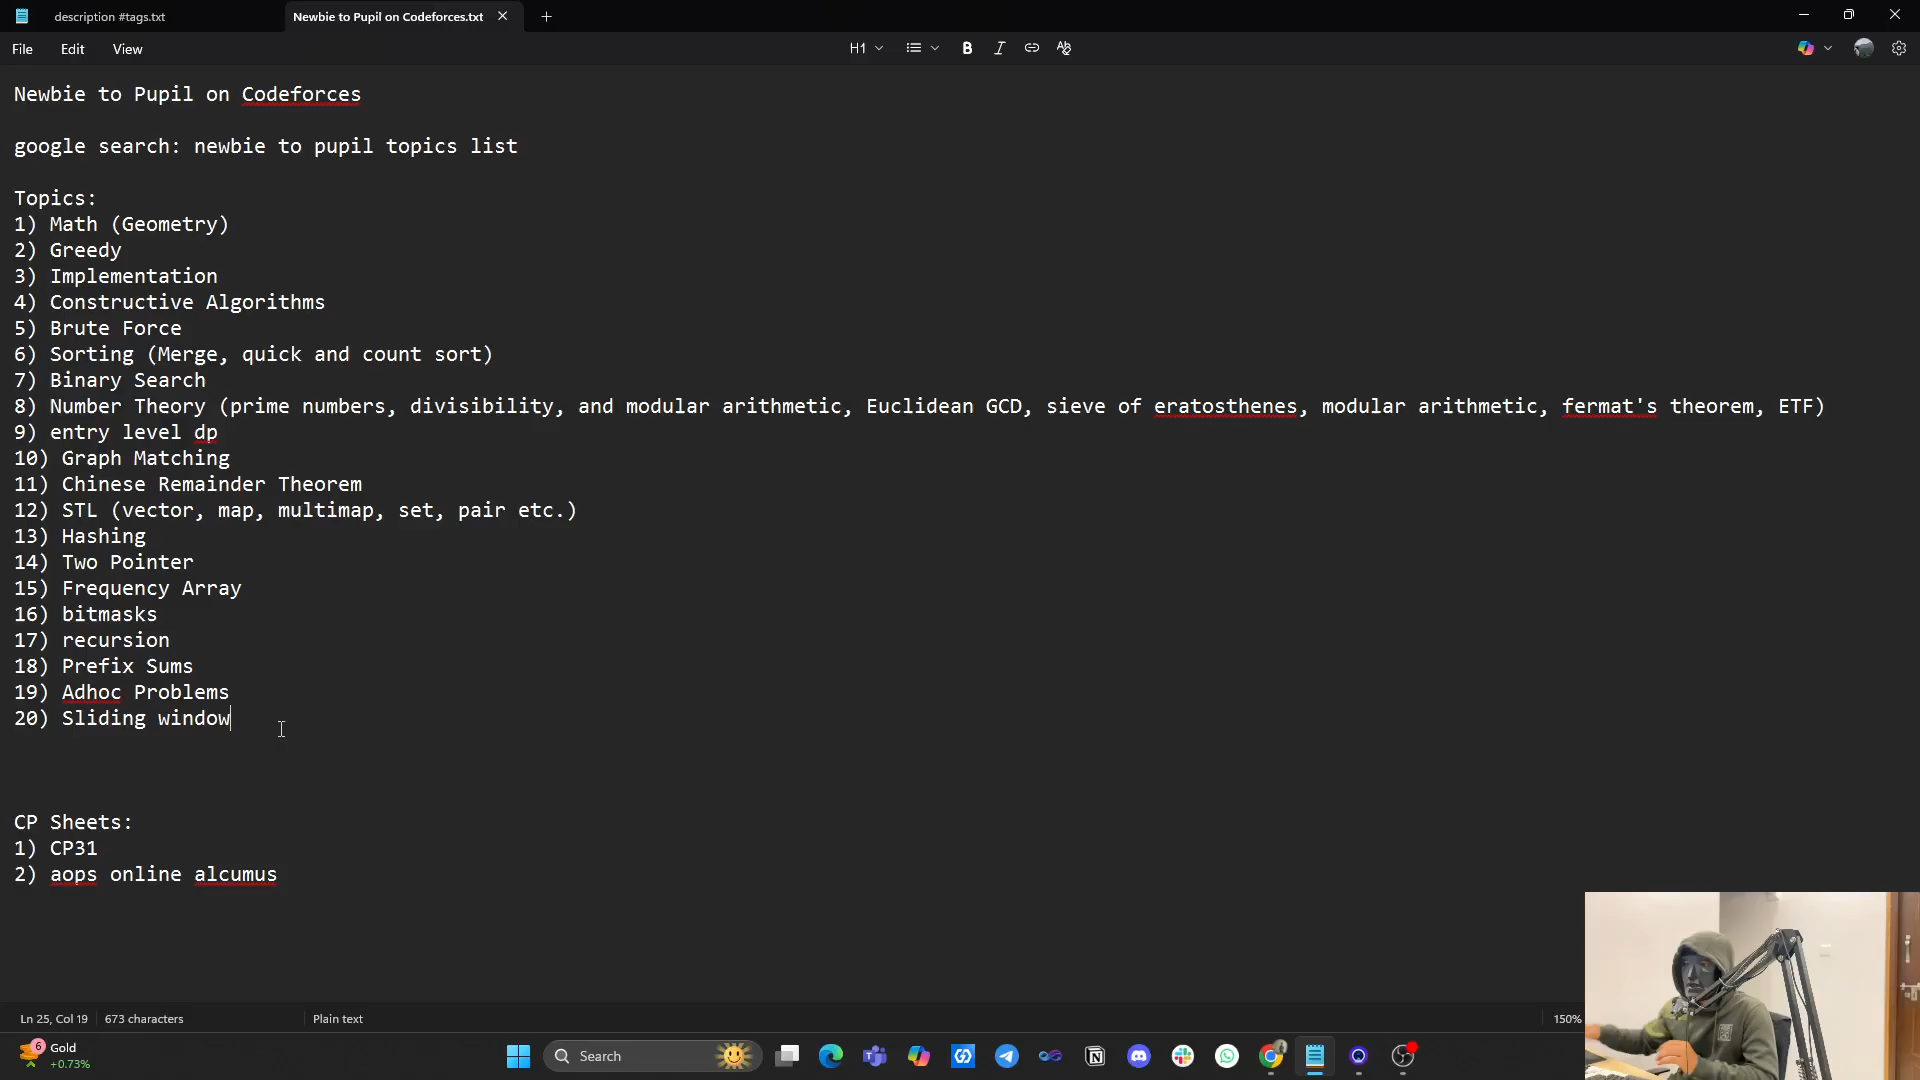 description #tags.txt
Newbie to Pupil on Codeforces.txt
File Edit View
H1
Newbie to Pupil on Codeforces
google search: newbie to pupil topics list
Topics:
1) Math (Geometry)
2) Greedy
3) Implementation
4) Constructive Algorithms
5) Brute Force
6) Sorting (Merge, quick and count sort)
7) Binary Search
8) Number Theory (prime numbers, divisibility, and modular arithmetic, Euclidean GCD, sieve of eratosthenes, modular arithmetic, fermat's theorem, ETF)
9) entry level dp
10) Graph Matching
11) Chinese Remainder Theorem
12) STL (vector, map, multimap, set, pair etc.)
13) Hashing
14) Two Pointer
15) Frequency Array
16) bitmasks
17) recursion
18) Prefix Sums
19) Adhoc Problems
20) Sliding window
CP Sheets:
1) CP31
2) aops online alcumus
Ln 25, Col 19 673 characters Plain text 150%
6 Gold
+0.73%
Search